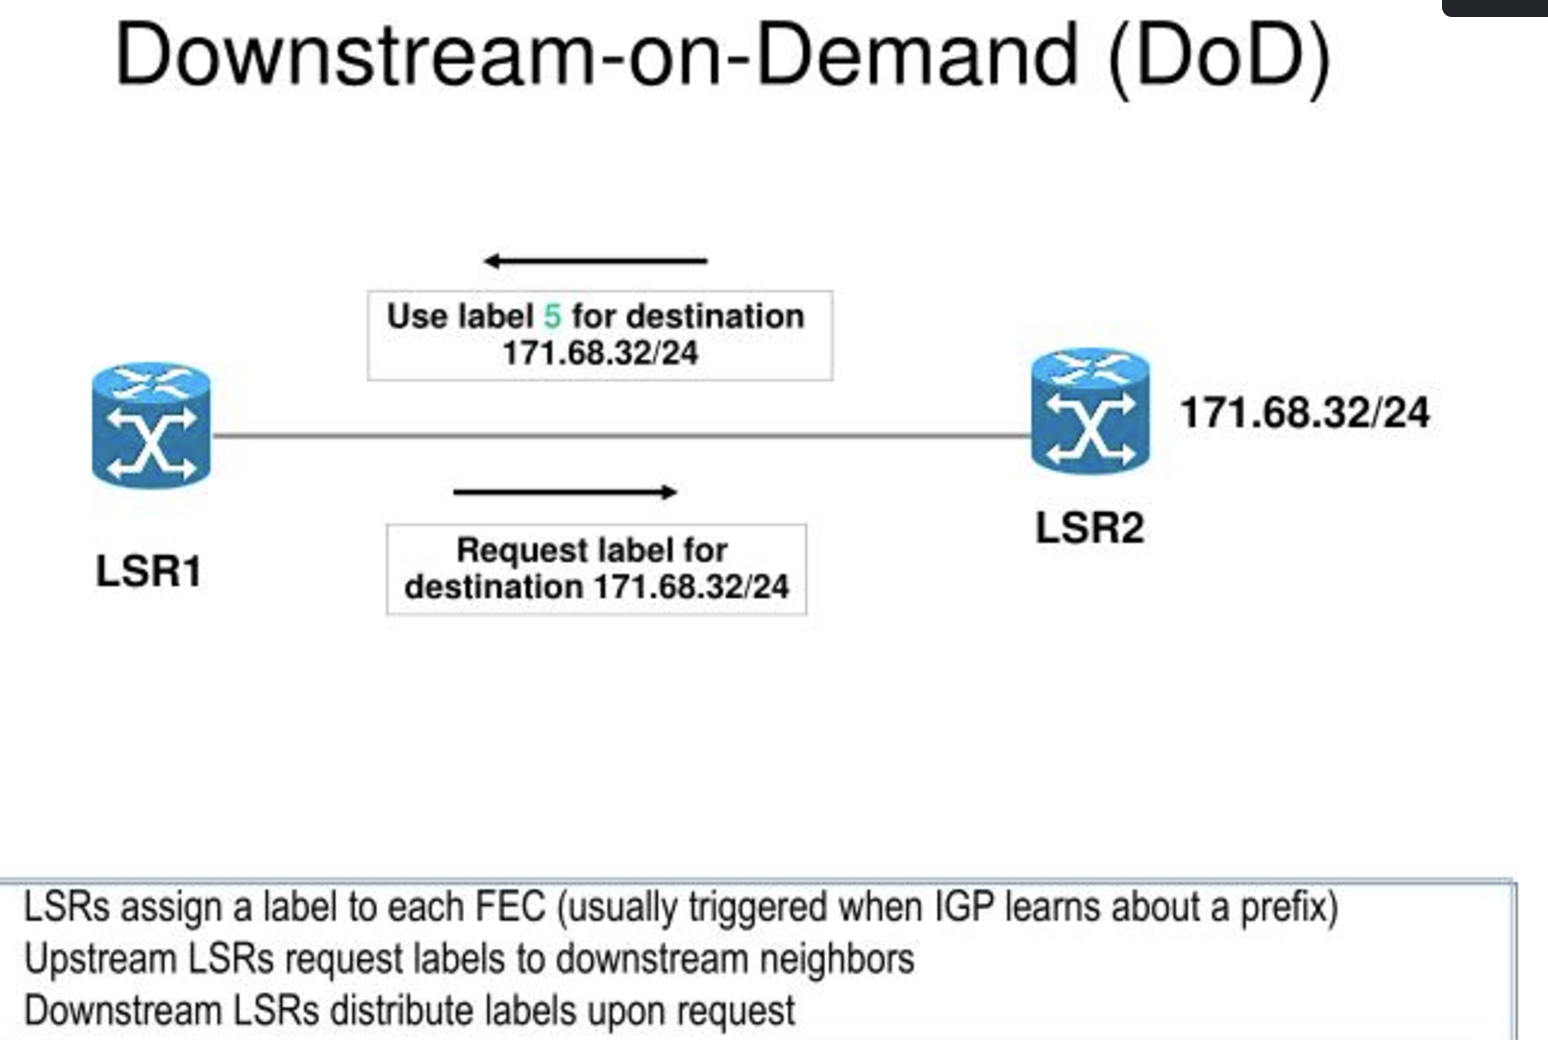 Downstream-on-Demand (DoD)
Use label 5 for destination
171.68.32/24
171.68.32/24
LSR2
LSR1
Request label for
destination 171.68.32/24
LSRs assign a label to each FEC (usually triggered when IGP learns about a prefix)
Upstream LSRs request labels to downstream neighbors
Downstream LSRs distribute labels upon request